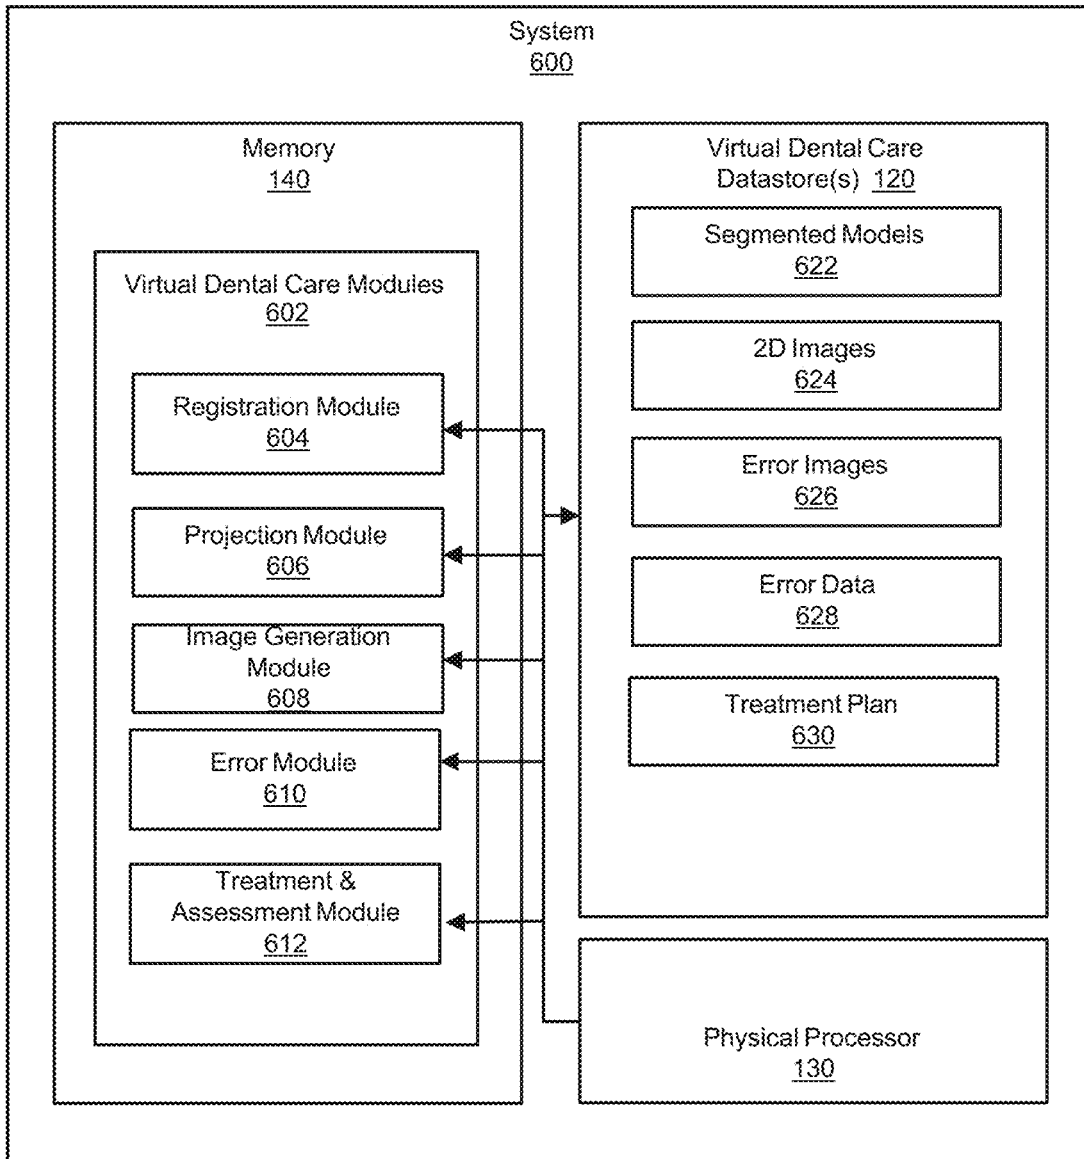 System
600
Memory
140
Virtual Dental Care Modules
602
Registration Module
604
Projection Module
606
Image Generation
Module
608
Error Module
610
Treatment &
Assessment Module
612
Virtual Dental Care
Datastore(s) 120
Segmented Models
622
2D Images
624
Error Images
626
Error Data
628
Treatment Plan
630
Physical Processor
130